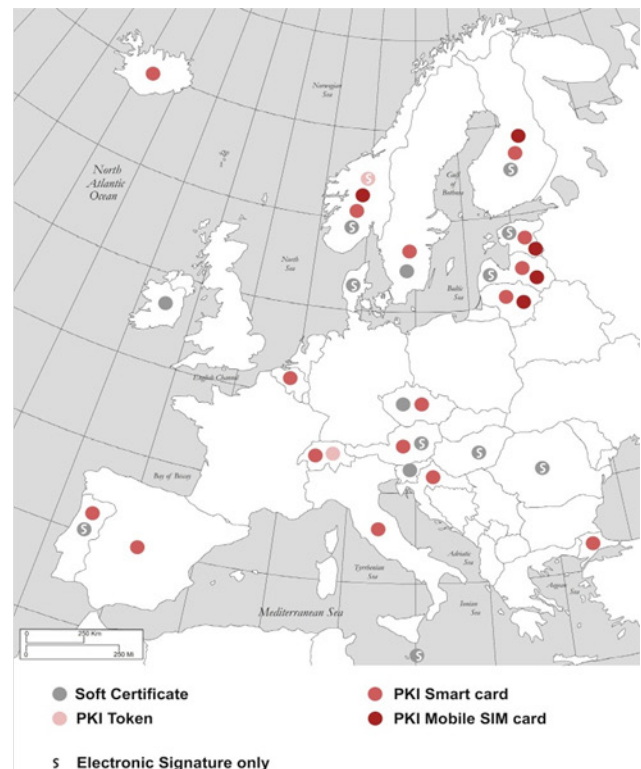 Norwegian
Sea
North
Atlantic
Ocean
S
S
Gulf
of
Bothnia
S
North
Sea
S
S
S
Baltic
Sea
English Channel
S
S
S
Bay of Biscay
S
Adriatic
Sea
Tyrrhenian
Sea
Aegean
Sea
Mediterranean Sea
Ionian
Sea
0 250 Km
0 250 Mi
S
Soft Certificate
PKI Smart card
PKI Token
PKI Mobile SIM card
S Electronic Signature only